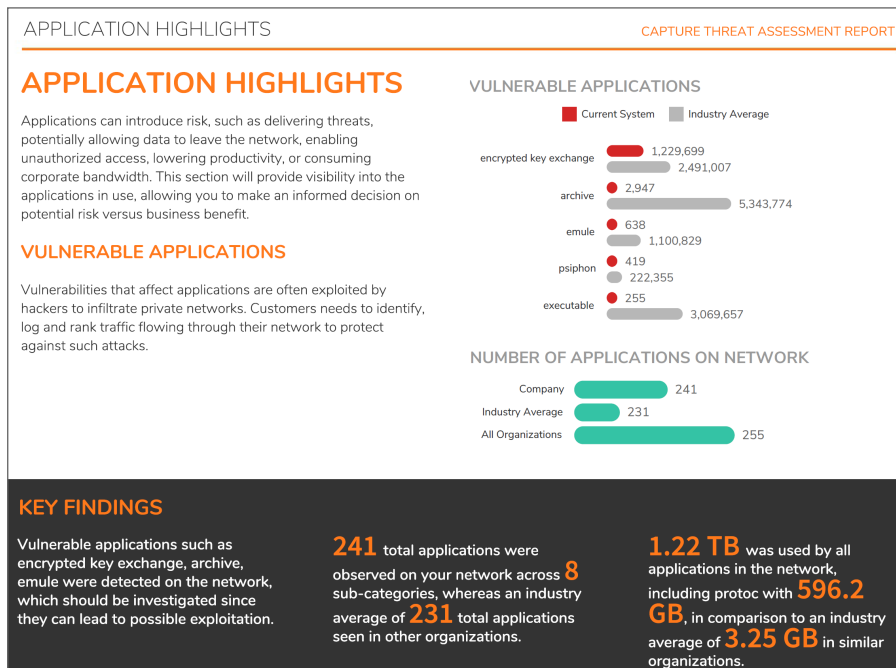 APPLICATION HIGHLIGHTS
CAPTURE THREAT ASSESSMENT REPORT
APPLICATION HIGHLIGHTS
Applications can introduce risk, such as delivering threats,
potentially allowing data to leave the network, enabling
unauthorized access, lowering productivity, or consuming
corporate bandwidth. This section will provide visibility into the
applications in use, allowing you to make an informed decision on
potential risk versus business benefit.
VULNERABLE APPLICATIONS
Vulnerabilities that affect applications are often exploited by
hackers to infiltrate private networks. Customers needs to identify,
log and rank traffic flowing through their network to protect
against such attacks.
VULNERABLE APPLICATIONS
Current System Industry Average
encrypted key exchange
1,229,699
2,491,007
archive
2,947
5,343,774
emule
638
1,100,829
psiphon
419
222,355
executable
255
3,069,657
NUMBER OF APPLICATIONS ON NETWORK
Company 241
Industry Average 231
All Organizations 255
KEY FINDINGS
Vulnerable applications such as
encrypted key exchange, archive,
emule were detected on the network,
which should be investigated since
they can lead to possible exploitation.
241 total applications were
observed on your network across 8
sub-categories, whereas an industry
average of 231 total applications
seen in other organizations.
1.22 TB was used by all
applications in the network,
including protoc with 596.2
GB, in comparison to an industry
average of 3.25 GB in similar
organizations.